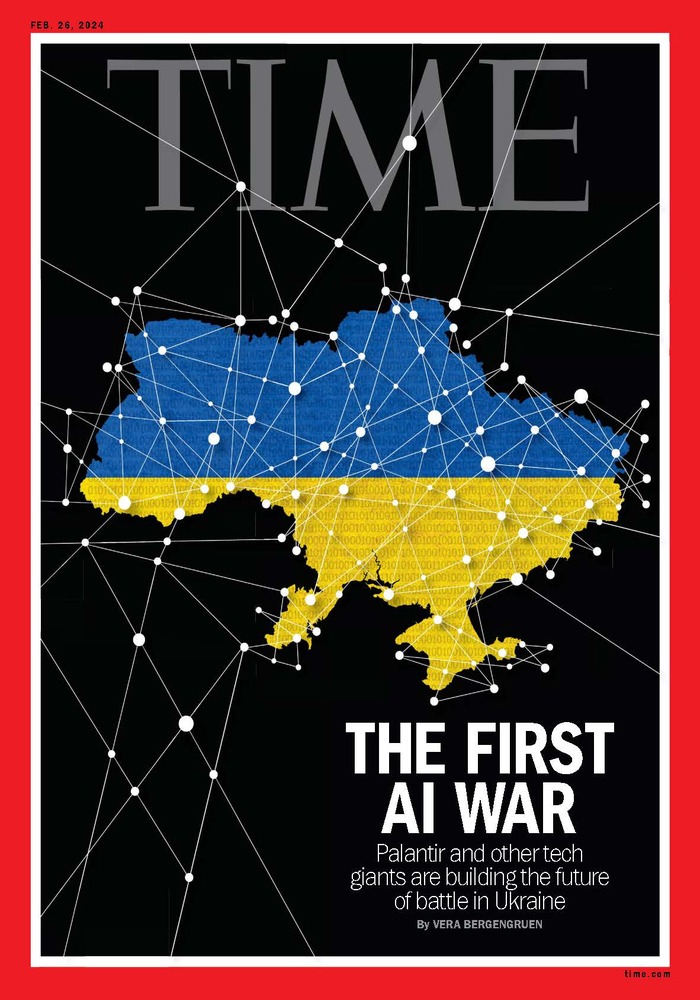 FEB. 26, 2024
TIME
THE FIRST
AI WAR
Palantir and other tech
giants are building the future
of battle in Ukraine
By VERA BERGENGRUEN
time.com